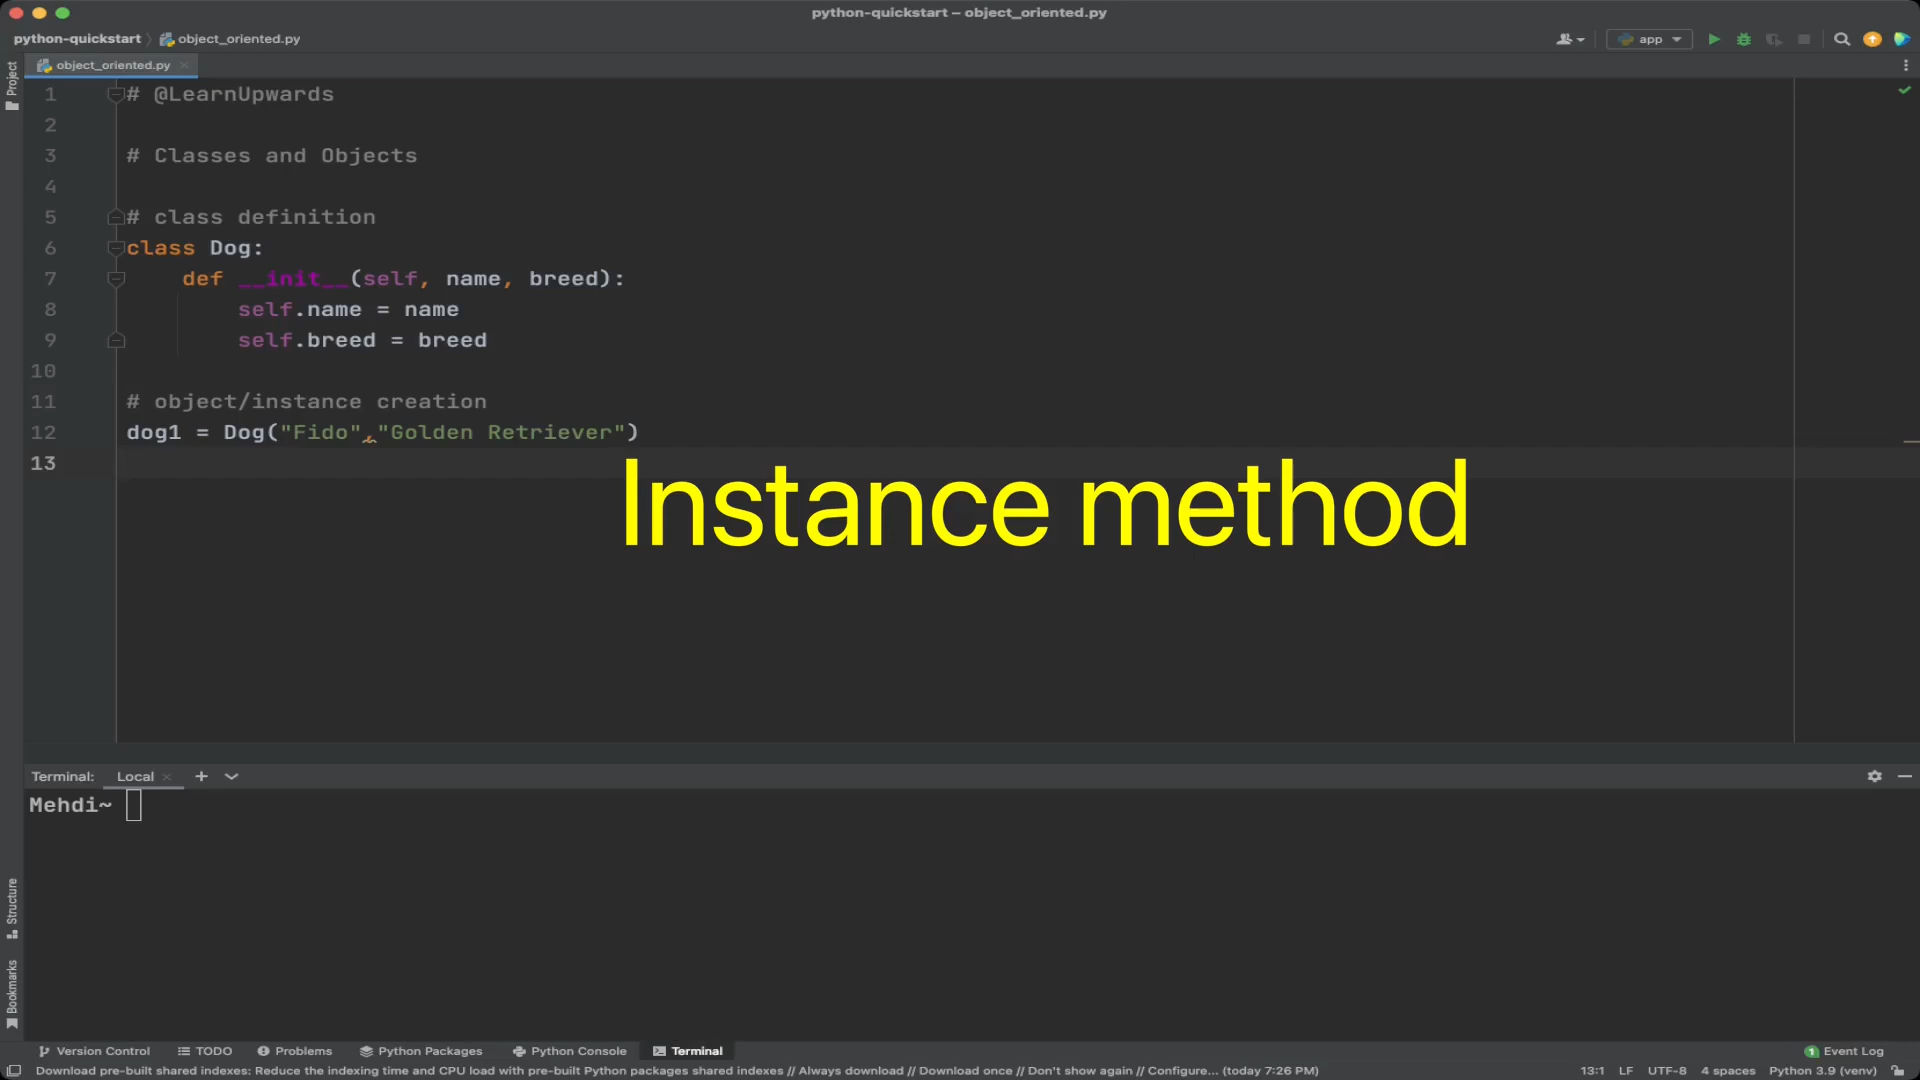 python-quickstart – object_oriented.py
python-quickstart object_oriented.py app
object_oriented.py
Project
1 # @LearnUpwards
2
3 # Classes and Objects
4
5 # class definition
6 class Dog:
7 def __init__(self, name, breed):
8 self.name = name
9 self.breed = breed
10
11 # object/instance creation
12 dog1 = Dog("Fido","Golden Retriever")
13
Instance method
Terminal: Local
Mehdi~
Structure
Bookmarks
Version Control TODO Problems Python Packages Python Console Terminal 1 Event Log
Download pre-built shared indexes: Reduce the indexing time and CPU load with pre-built Python packages shared indexes // Always download // Download once // Don't show again // Configure... (today 7:26 PM) 13:1 LF UTF-8 4 spaces Python 3.9 (venv)